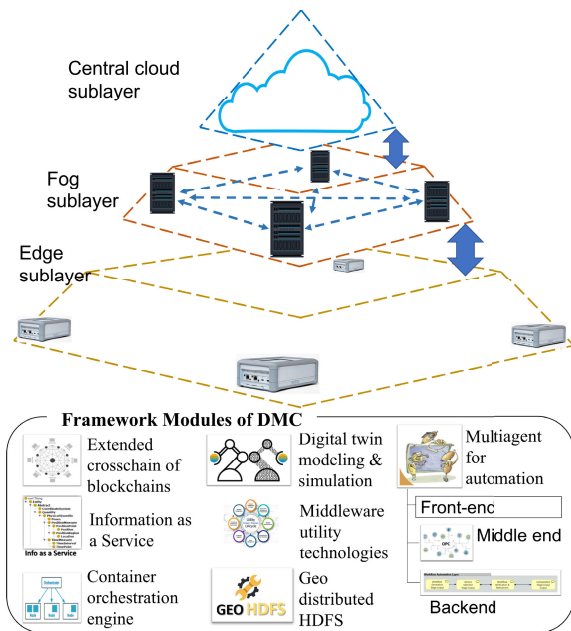 Central cloud
sublayer
Fog
sublayer
Edge
sublayer
Framework Modules of DMC
Extended
crosschain of
blockchains
Digital twin
modeling &
simulation
Multiagent
for
automation
Information as
a Service
Info as a Service
Middleware
utility
technologies
Front-end
Middle end
OPC
Container
orchestration
engine
Orchestrator
GEO HDFS
Geo
distributed
HDFS
Backend